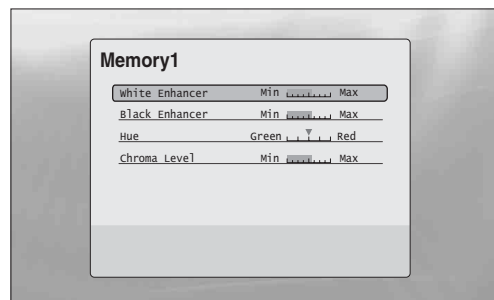 Memory1
White Enhancer Min Max
Black Enhancer Min Max
Hue Green Red
Chroma Level Min Max